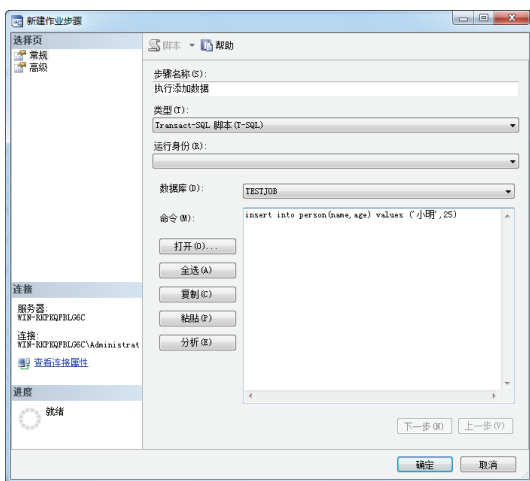 新建作业步骤
选择页
常规
高级
脚本
帮助
步骤名称(S):
执行添加数据
类型(T):
Transact-SQL 脚本(T-SQL)
运行身份(R):
数据库(D):
TESTJOB
命令(M):
insert into person(name,age) values ('小明',25)
打开(O)...
全选(A)
复制(C)
粘贴(P)
分析(E)
连接
服务器:
WIN-RKPKQFBLG6C
连接:
WIN-RKPKQFBLG6C\Administrat
查看连接属性
进度
就绪
下一步(N)
上一步(V)
确定
取消